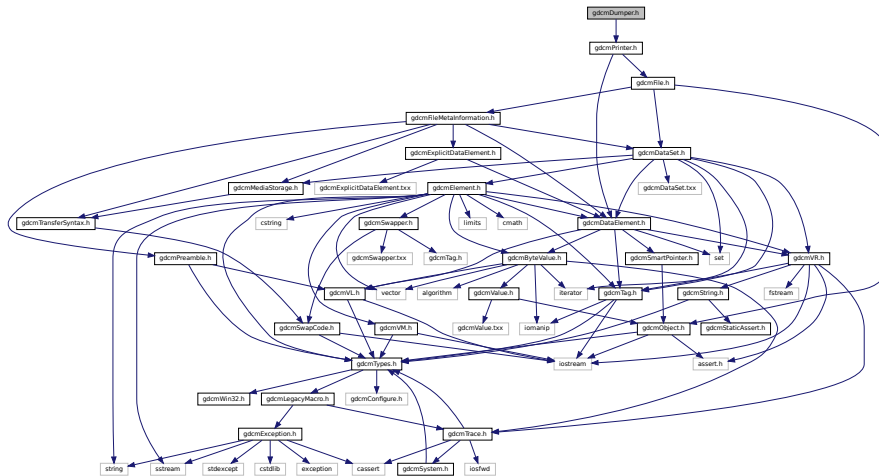 gdcmDumper.h
gdcmPrinter.h
gdcmFile.h
gdcmFileMetaInformation.h
gdcmExplicitDataElement.h
gdcmDataSet.h
gdcmMediaStorage.h
gdcmExplicitDataElement.txx
gdcmElement.h
gdcmDataSet.txx
gdcmTransferSyntax.h
cstring
gdcmSwapper.h
limits
cmath
gdcmDataElement.h
gdcmPreamble.h
gdcmSwapper.txx
gdcmTag.h
gdcmByteValue.h
gdcmSmartPointer.h
set
gdcmVR.h
gdcmVL.h
vector
algorithm
gdcmValue.h
iterator
gdcmTag.h
gdcmString.h
fstream
gdcmSwapCode.h
gdcmVM.h
gdcmValue.txx
iomanip
gdcmObject.h
gdcmStaticAssert.h
gdcmTypes.h
iostream
assert.h
gdcmWin32.h
gdcmLegacyMacro.h
gdcmConfigure.h
gdcmException.h
gdcmTrace.h
string
sstream
stdexcept
cstdlib
exception
cassert
gdcmSystem.h
iosfwd